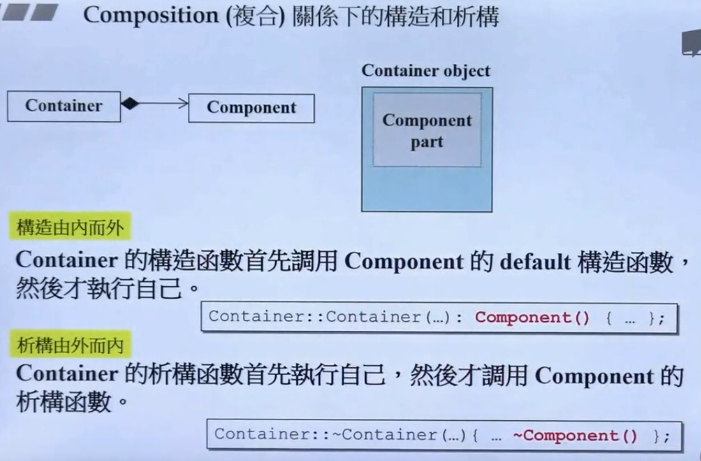 Composition (複合) 關係下的構造和析構
Container
Component
Container object
Component
part
構造由內而外
Container 的構造函數首先調用 Component 的 default 構造函數，
然後才執行自己。
Container::Container(…): Component() { … };
析構由外而內
Container 的析構函數首先執行自己，然後才調用 Component 的
析構函數。
Container::~Container(…){ … ~Component() };